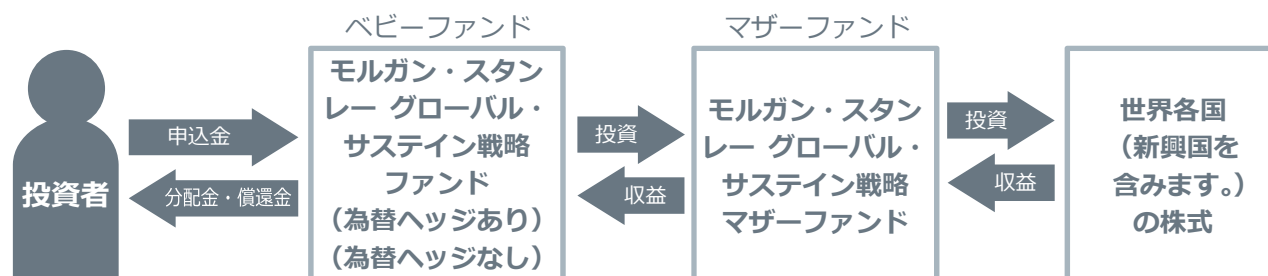 ベビーファンド
マザーファンド
投資者
申込金
分配金・償還金
モルガン・スタン
レー グローバル・
サステイン戦略
ファンド
（為替ヘッジあり）
（為替ヘッジなし）
投資
収益
モルガン・スタン
レー グローバル・
サステイン戦略
マザーファンド
投資
収益
世界各国
（新興国を
含みます。）
の株式